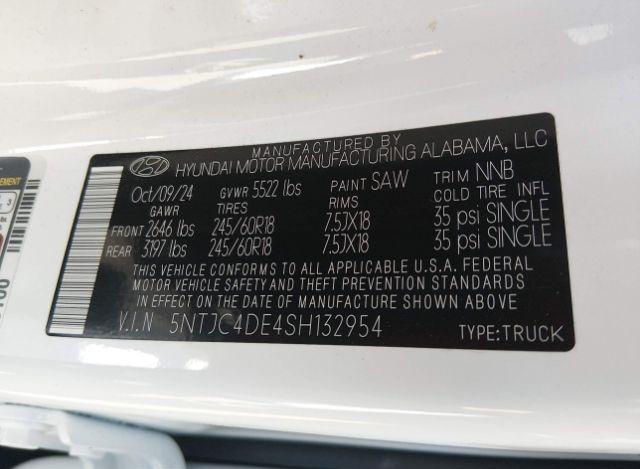 MANUFACTURED BY
HYUNDAI MOTOR MANUFACTURING ALABAMA, LLC
Oct/09/24 GVWR 5522 lbs PAINT SAW TRIM NNB
GAWR TIRES RIMS COLD TIRE INFL
FRONT 2646 lbs 245/60R18 7.5JX18 35 psi SINGLE
REAR 3197 lbs 245/60R18 7.5JX18 35 psi SINGLE
THIS VEHICLE CONFORMS TO ALL APPLICABLE U.S.A. FEDERAL
MOTOR VEHICLE SAFETY AND THEFT PREVENTION STANDARDS
IN EFFECT ON THE DATE OF MANUFACTURE SHOWN ABOVE.
V.I.N 5NTJC4DE4SH132954 TYPE:TRUCK